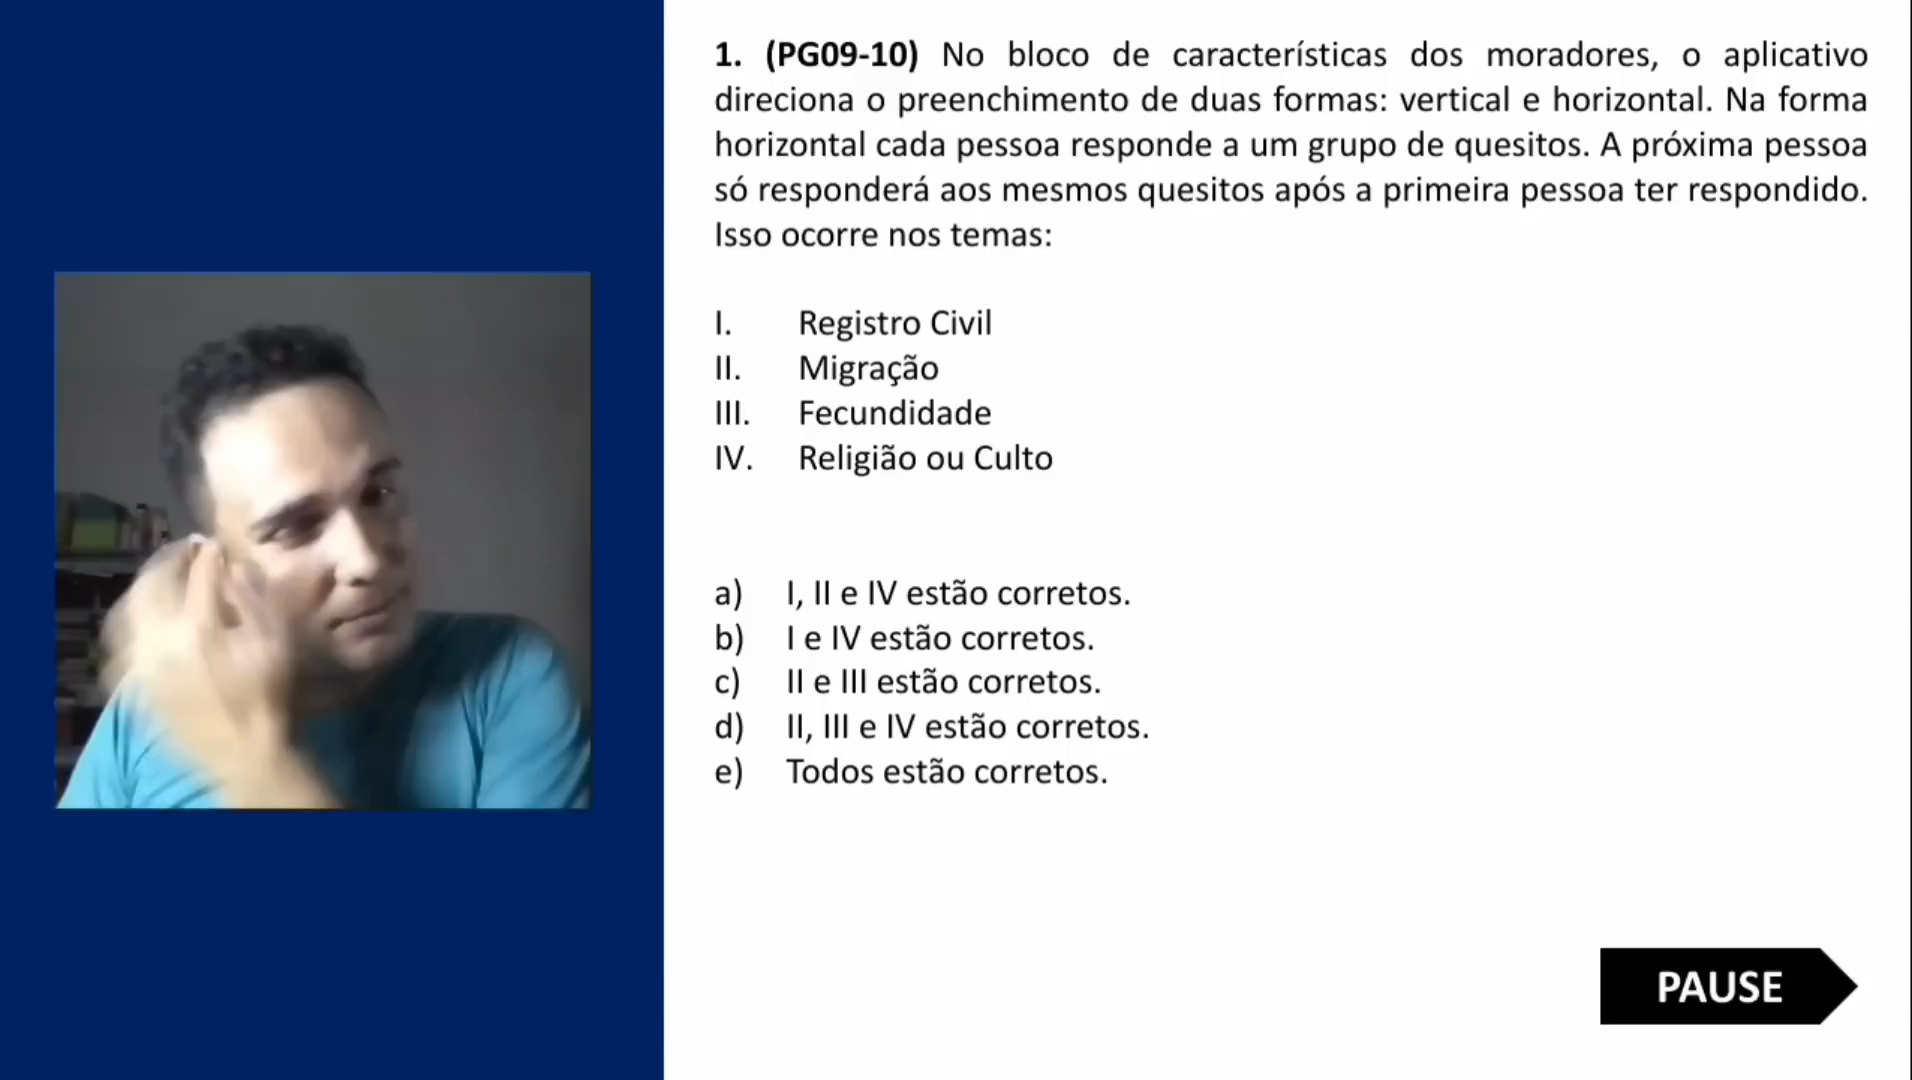 1. (PG09-10) No bloco de características dos moradores, o aplicativo
direciona o preenchimento de duas formas: vertical e horizontal. Na forma
horizontal cada pessoa responde a um grupo de quesitos. A próxima pessoa
só responderá aos mesmos quesitos após a primeira pessoa ter respondido.
Isso ocorre nos temas:
I. Registro Civil
II. Migração
III. Fecundidade
IV. Religião ou Culto
a) I, II e IV estão corretos.
b) I e IV estão corretos.
c) II e III estão corretos.
d) II, III e IV estão corretos.
e) Todos estão corretos.
PAUSE